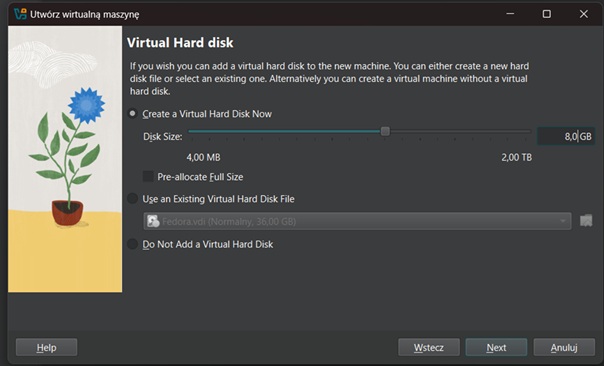 Utwórz wirtualną maszynę
Virtual Hard disk
If you wish you can add a virtual hard disk to the new machine. You can either create a new hard
disk file or select an existing one. Alternatively you can create a virtual machine without a virtual
hard disk.
Create a Virtual Hard Disk Now
Disk Size:
8,0 GB
4,00 MB
2,00 TB
Pre-allocate Full Size
Use an Existing Virtual Hard Disk File
Fedora.vdi (Normalny, 36,00 GB)
Do Not Add a Virtual Hard Disk
Help
Wstecz
Next
Anuluj